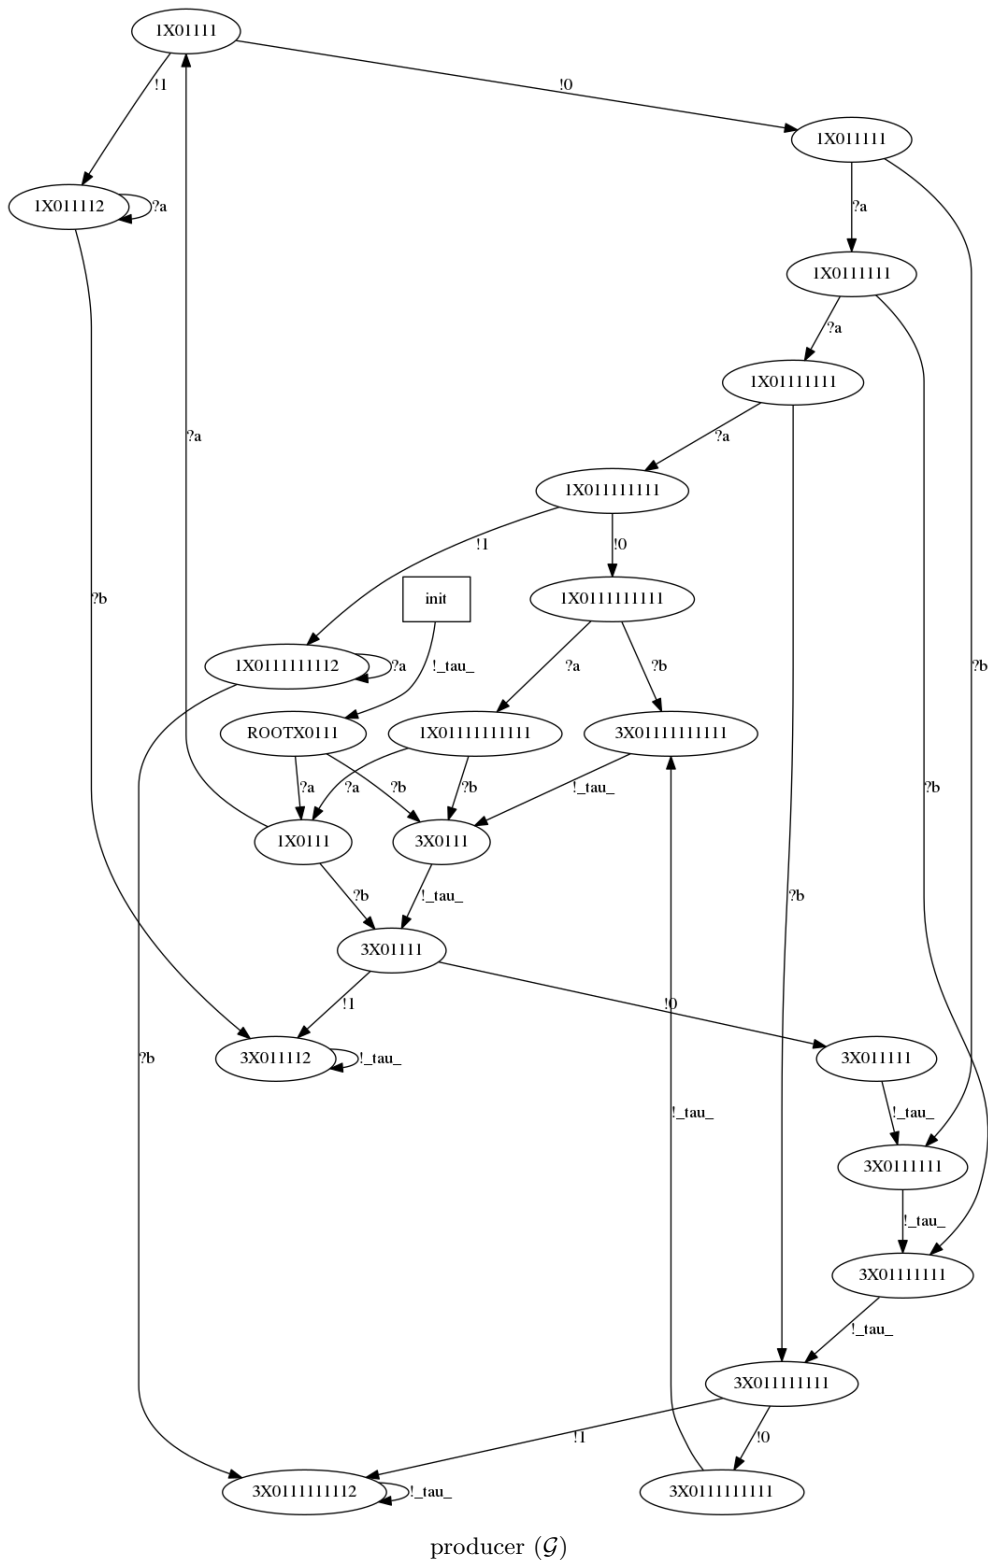 1X01111
!1
!0
1X011111
1X011112
?a
?a
1X0111111
?a
1X01111111
?a
?a
1X011111111
!1
!0
init
?b
1X0111111111
1X0111111112
?a
!_tau_
?a
?b
?b
ROOTX0111
1X01111111111
3X01111111111
?a
?a
?b
?b
!_tau_
?b
1X0111
3X0111
?b
!_tau_
?b
3X01111
!1
!0
?b
3X011112
!_tau_
3X011111
!_tau_
!_tau_
3X0111111
!_tau_
3X01111111
!_tau_
3X011111111
!1
!0
3X0111111112
!_tau_
3X0111111111
producer (𝒢)